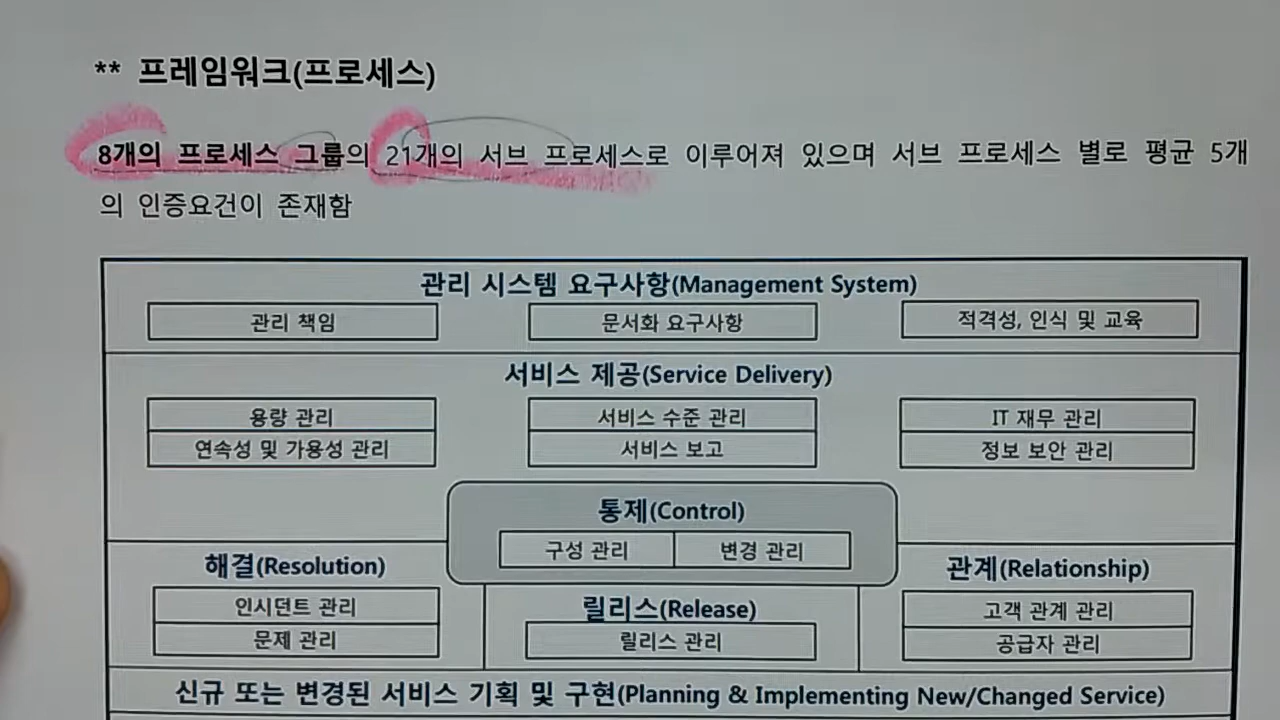 ** 프레임워크(프로세스)
8개의 프로세스 그룹의 21개의 서브 프로세스로 이루어져 있으며 서브 프로세스 별로 평균 5개
의 인증요건이 존재함
관리 시스템 요구사항(Management System)
관리 책임 문서화 요구사항 적격성, 인식 및 교육
서비스 제공(Service Delivery)
용량 관리 서비스 수준 관리 IT 재무 관리
연속성 및 가용성 관리 서비스 보고 정보 보안 관리
통제(Control)
구성 관리 변경 관리
해결(Resolution)
인시던트 관리
문제 관리
릴리스(Release)
릴리스 관리
관계(Relationship)
고객 관계 관리
공급자 관리
신규 또는 변경된 서비스 기획 및 구현(Planning & Implementing New/Changed Service)